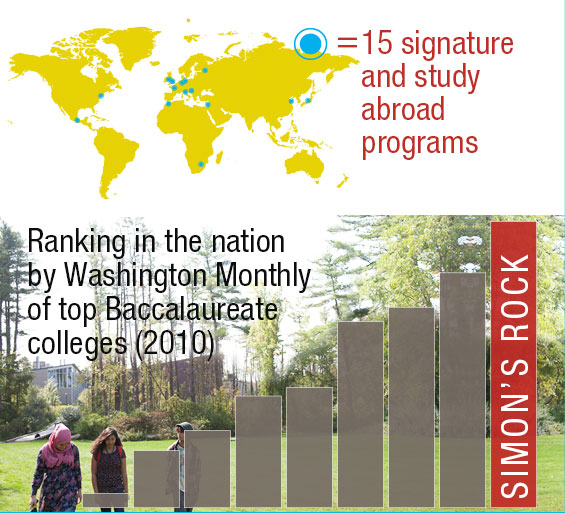 = 15 signature
and study
abroad
programs
Ranking in the nation
by Washington Monthly
of top Baccalaureate
colleges (2010)
SIMON'S ROCK